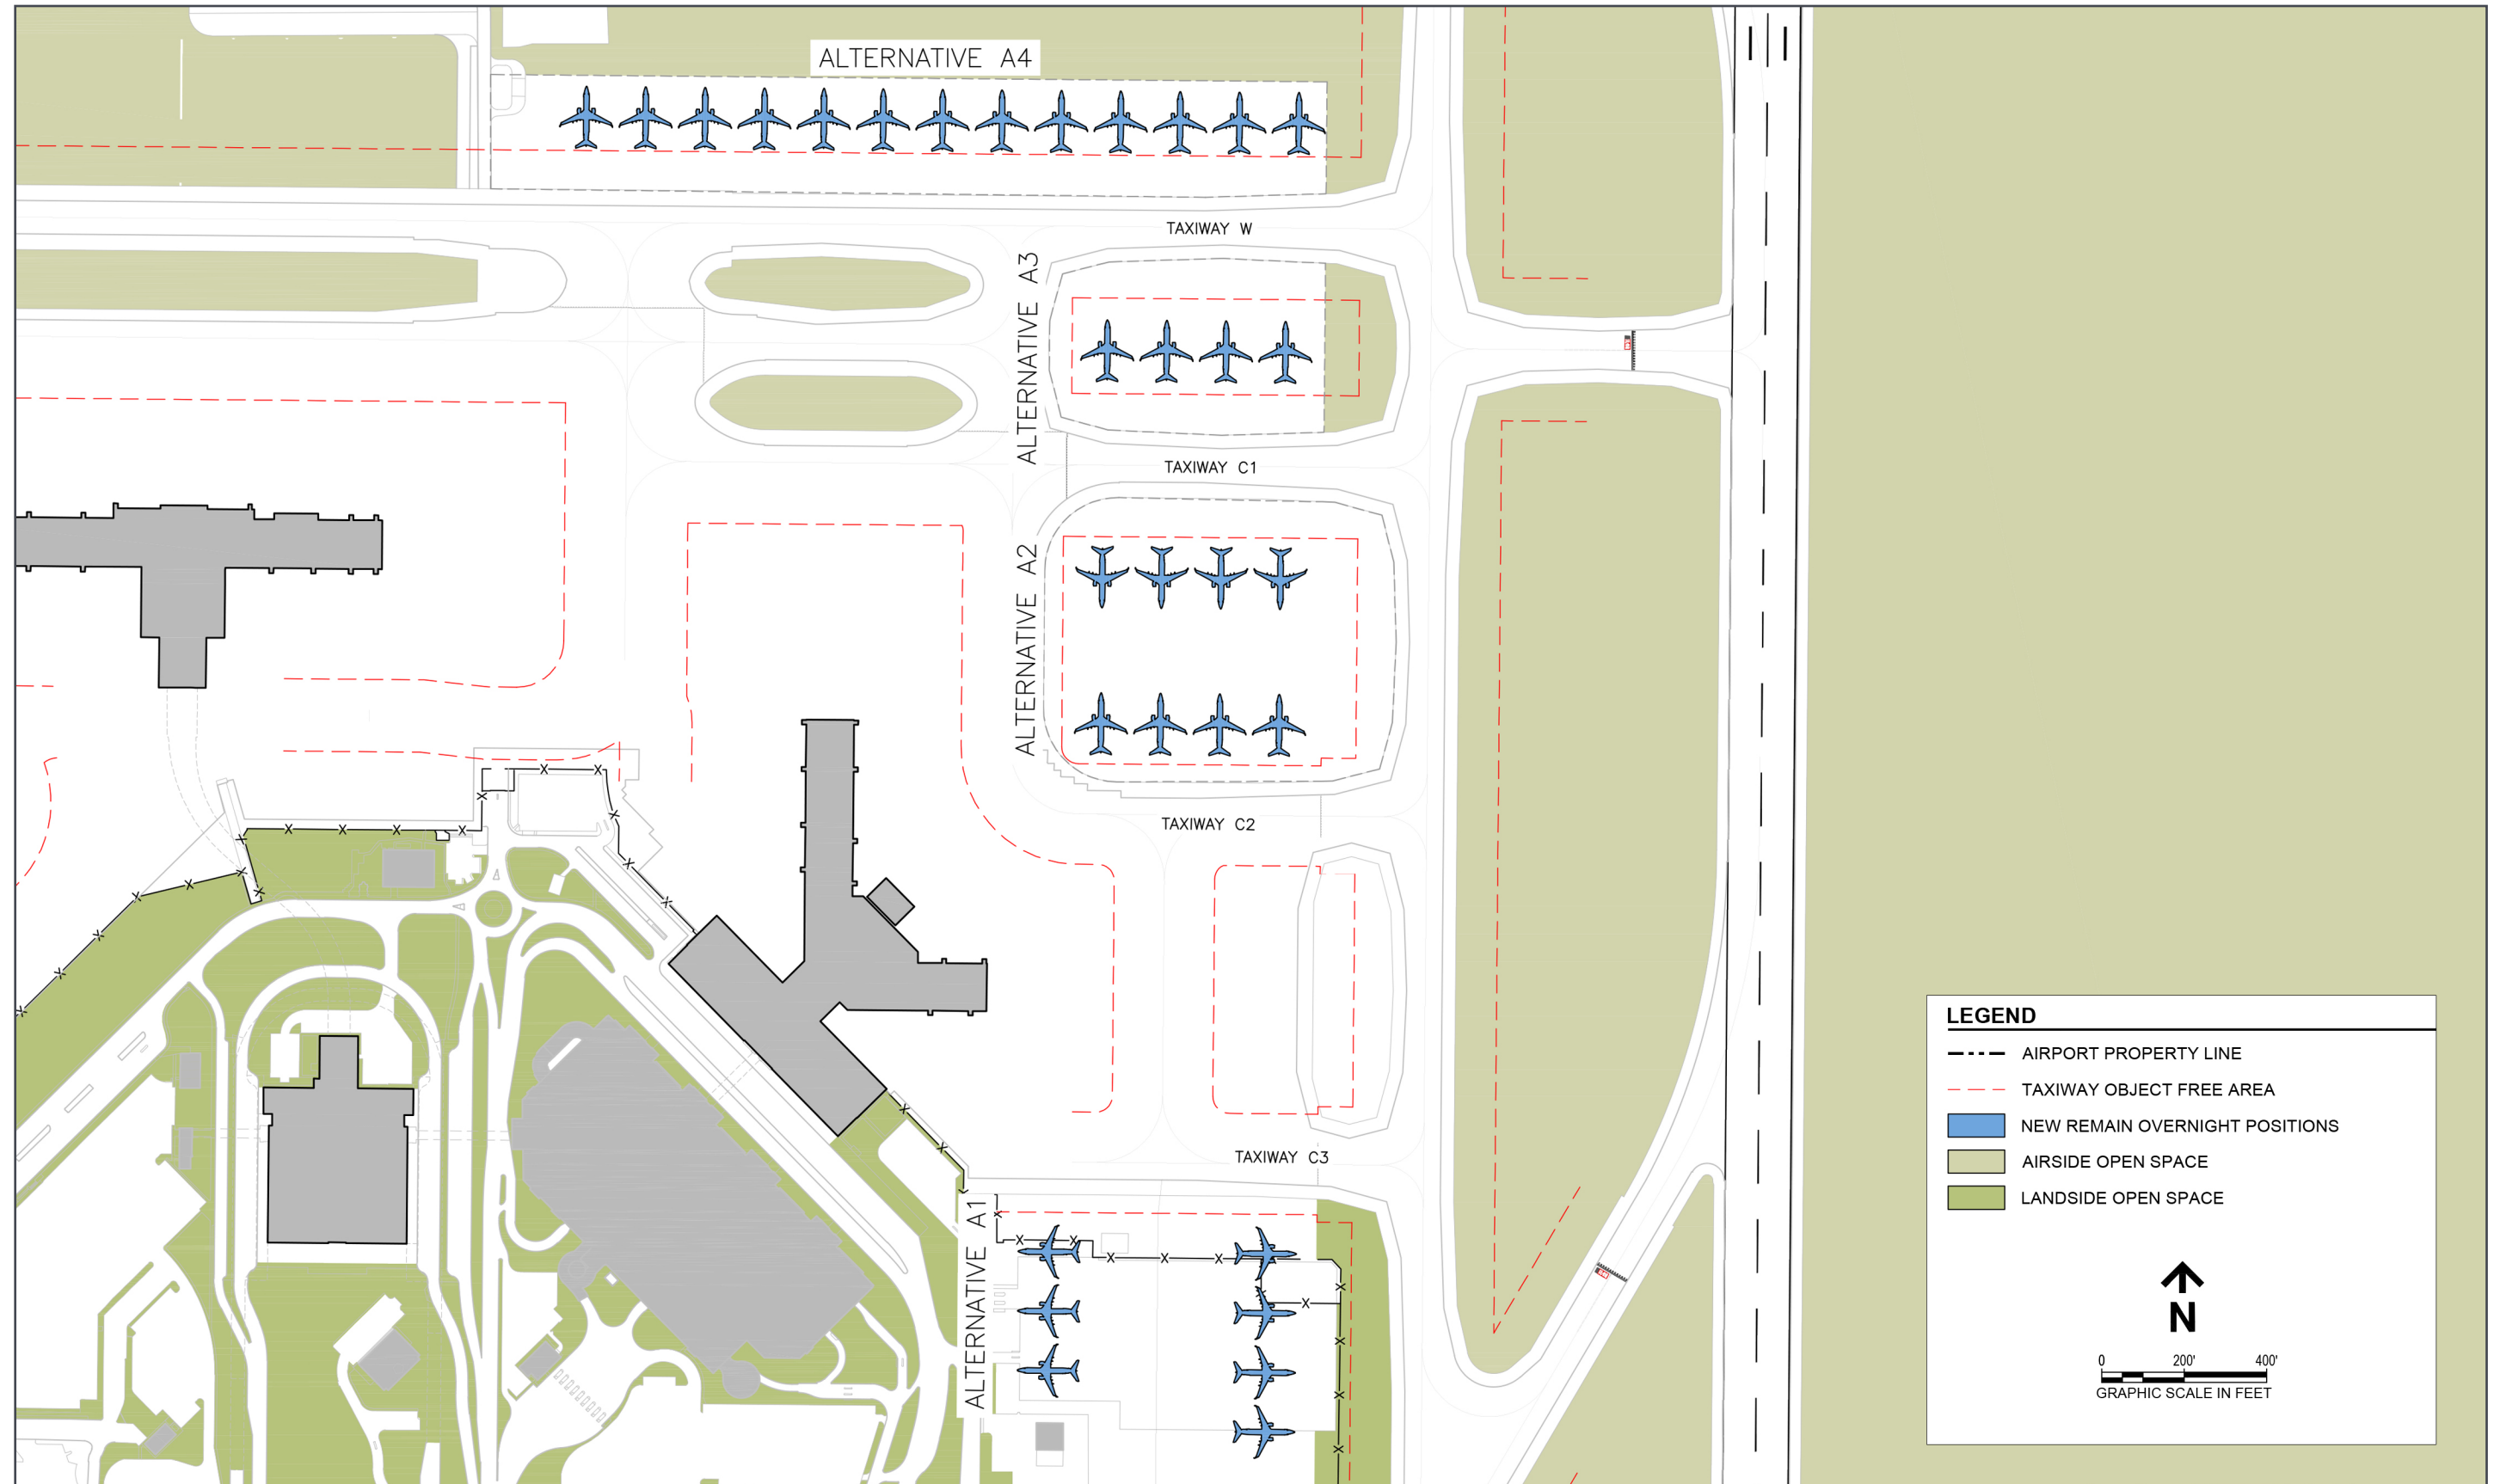 ALTERNATIVE A4
TAXIWAY W
ALTERNATIVE A3
TAXIWAY C1
ALTERNATIVE A2
TAXIWAY C2
TAXIWAY C3
ALTERNATIVE A1
LEGEND
AIRPORT PROPERTY LINE
TAXIWAY OBJECT FREE AREA
NEW REMAIN OVERNIGHT POSITIONS
AIRSIDE OPEN SPACE
LANDSIDE OPEN SPACE
N
0 200' 400'
GRAPHIC SCALE IN FEET